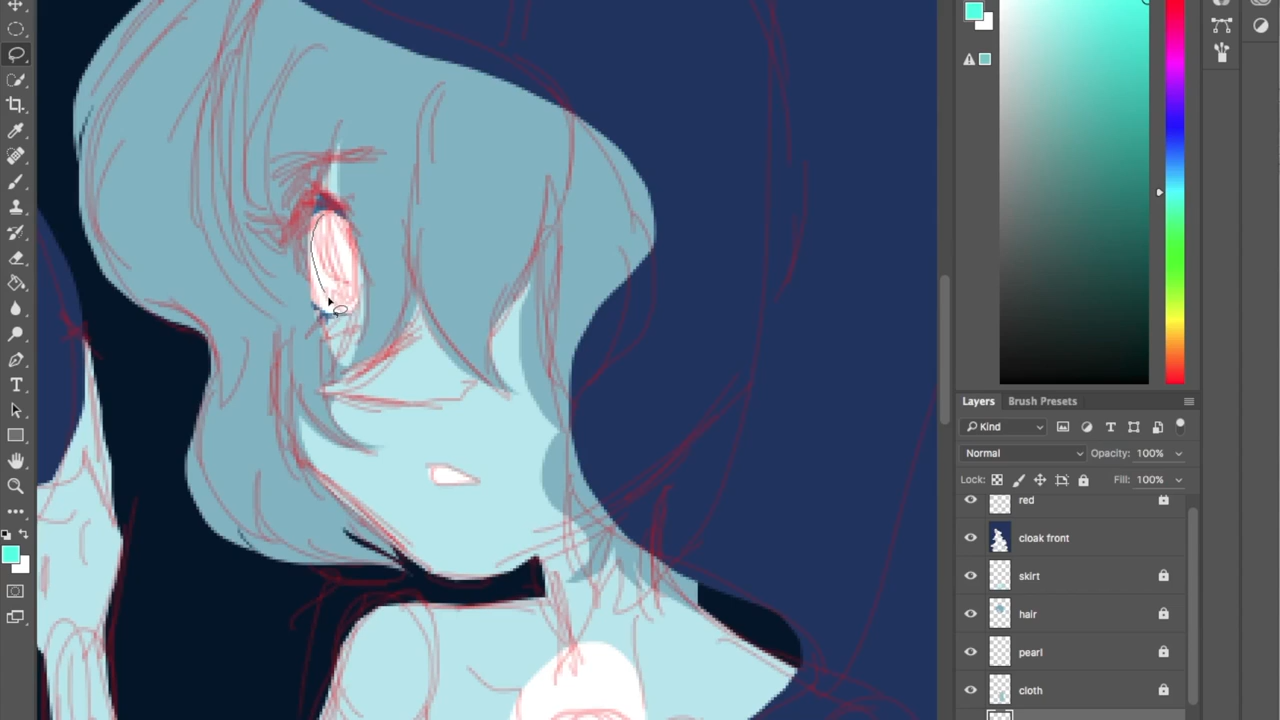 T
Layers Brush Presets
Kind T
Normal Opacity: 100%
Lock: Fill: 100%
red
cloak front
skirt
hair
pearl
cloth